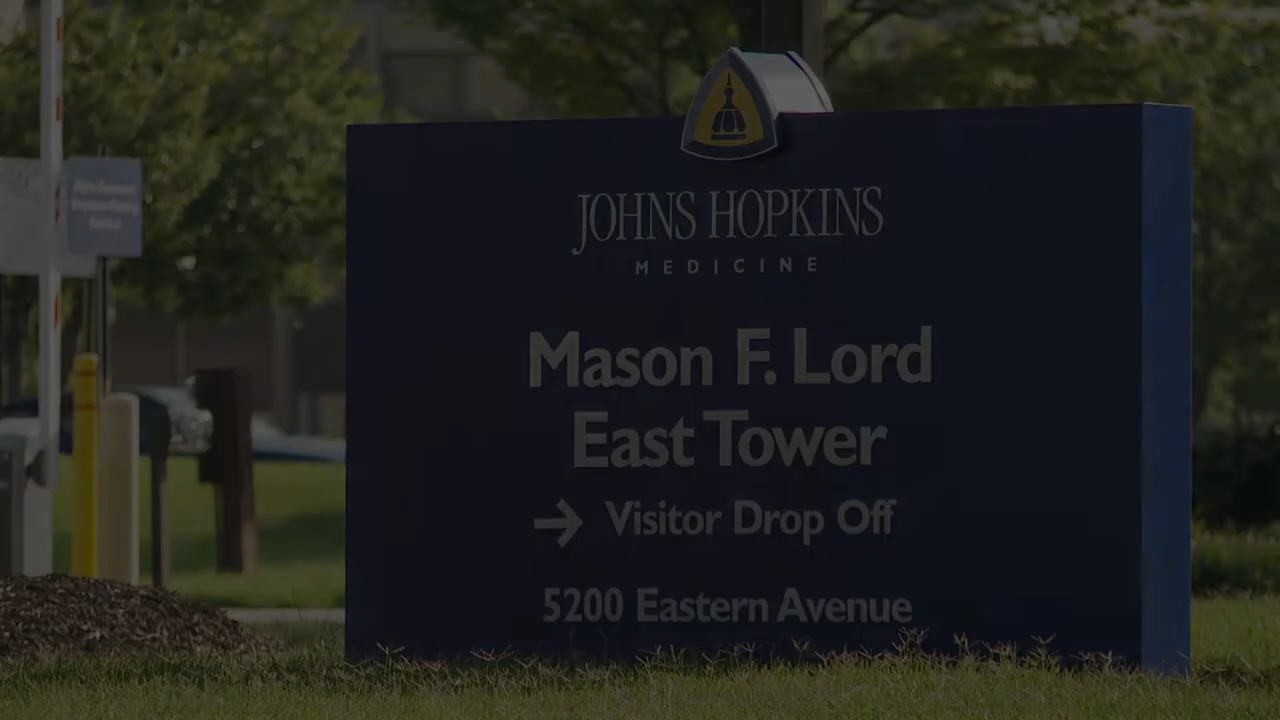 JOHNS HOPKINS
MEDICINE
Mason F. Lord
East Tower
→ Visitor Drop Off
5200 Eastern Avenue